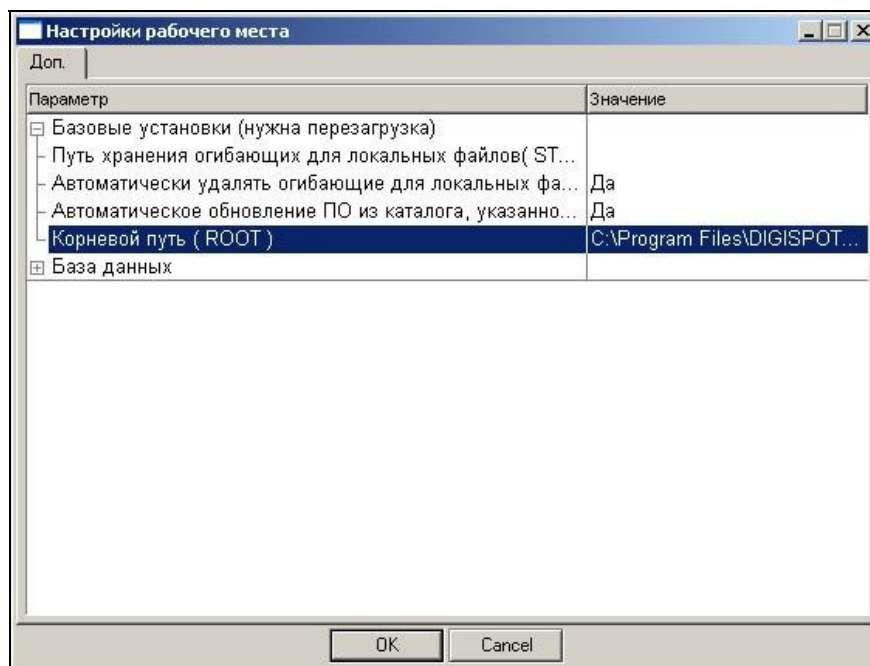 Настройки рабочего места
Доп.
Параметр Значение
Базовые установки (нужна перезагрузка)
Путь хранения огибающих для локальных файлов( ST...
Автоматически удалять огибающие для локальных фа... Да
Автоматическое обновление ПО из каталога, указанно... Да
Корневой путь ( ROOT ) C:\Program Files\DIGISPOT...
База данных
OK Cancel